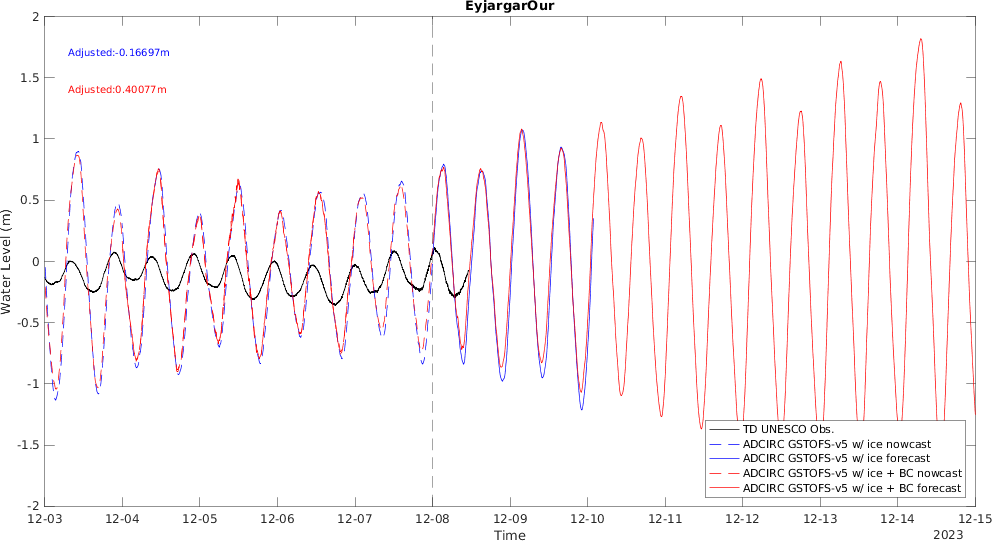 EyjargarOur
Adjusted:-0.16697m
Adjusted:0.40077m
Water Level (m)
2
1.5
1
0.5
0
-0.5
-1
-1.5
-2
TD UNESCO Obs.
ADCIRC GSTOFS-v5 w/ ice nowcast
ADCIRC GSTOFS-v5 w/ ice forecast
ADCIRC GSTOFS-v5 w/ ice + BC nowcast
ADCIRC GSTOFS-v5 w/ ice + BC forecast
12-03 12-04 12-05 12-06 12-07 12-08 12-09 12-10 12-11 12-12 12-13 12-14 12-15
Time
2023